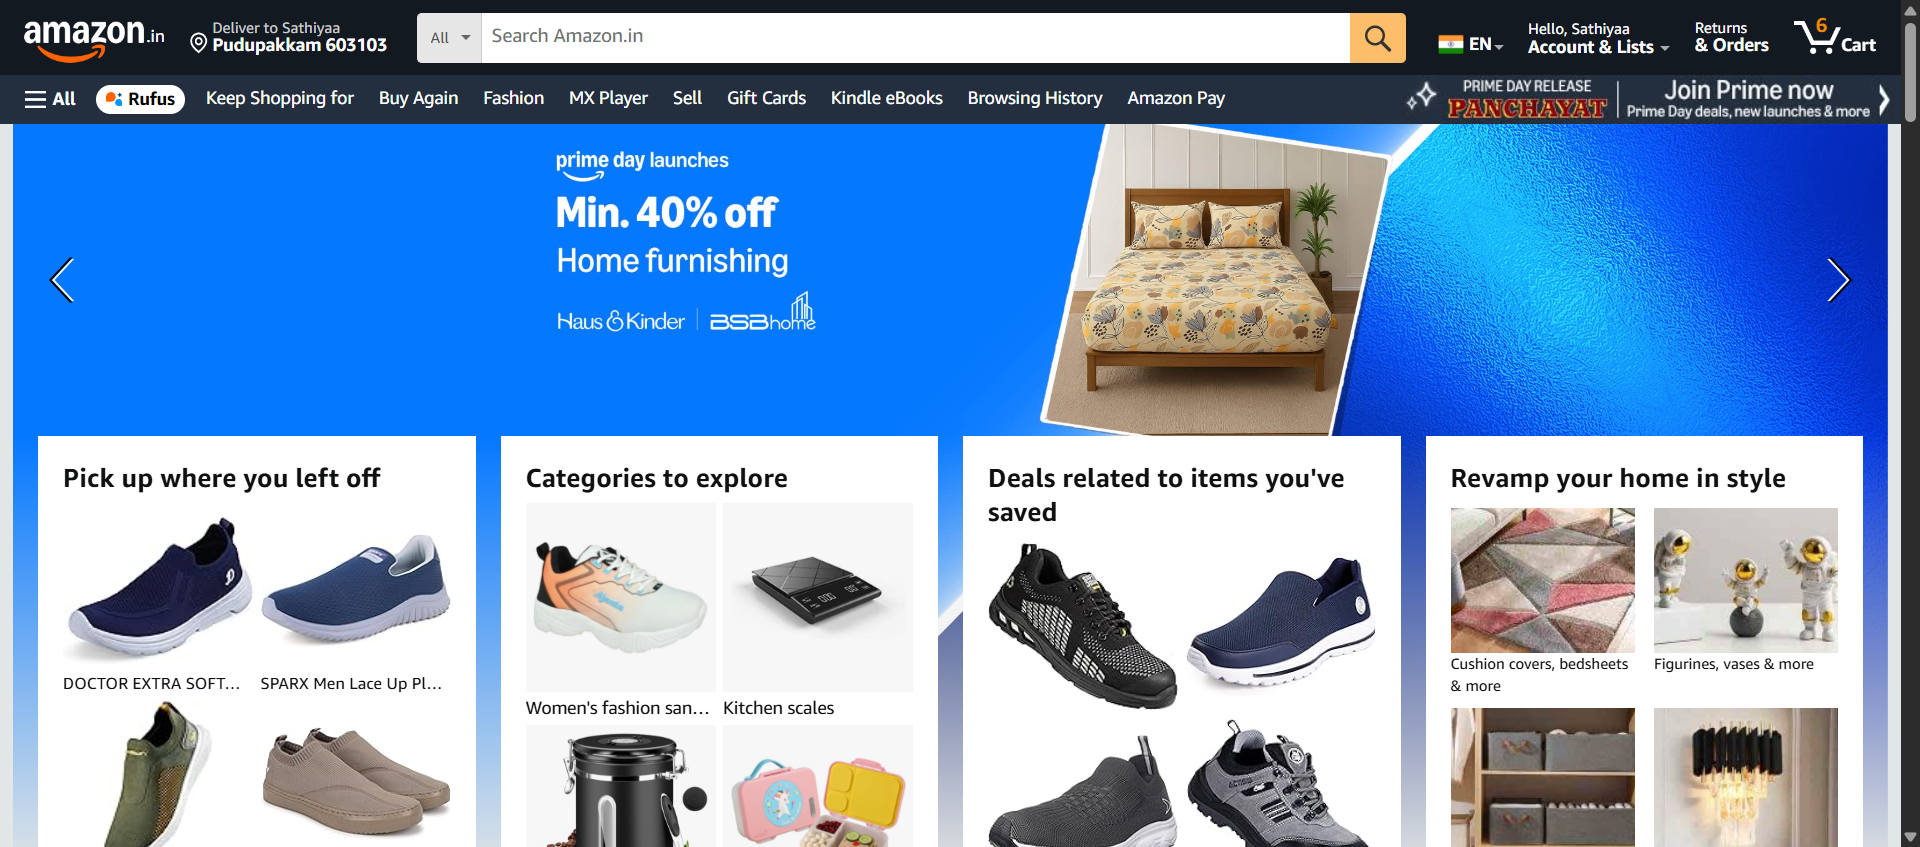 amazon.in
Deliver to Sathiyaa
Pudupakkam 603103
All
Search Amazon.in
EN
Hello, Sathiyaa
Account & Lists
Returns
& Orders
6
Cart
All
Rufus
Keep Shopping for
Buy Again
Fashion
MX Player
Sell
Gift Cards
Kindle eBooks
Browsing History
Amazon Pay
PRIME DAY RELEASE
PANCHAYAT
Join Prime now
Prime Day deals, new launches & more
prime day launches
Min. 40% off
Home furnishing
Haus & Kinder
BSB home
Pick up where you left off
DOCTOR EXTRA SOFT...
SPARX Men Lace Up Pl...
Categories to explore
Women's fashion san...
Kitchen scales
Deals related to items you've
saved
Revamp your home in style
Cushion covers, bedsheets
& more
Figurines, vases & more